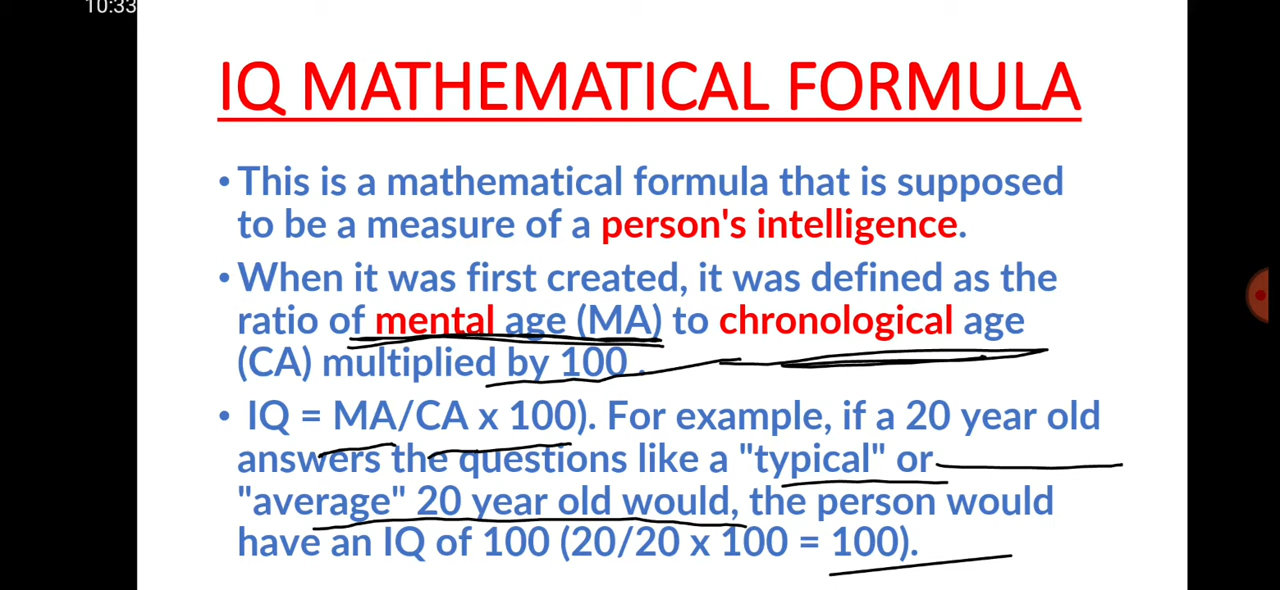 10:33
IQ MATHEMATICAL FORMULA
• This is a mathematical formula that is supposed
to be a measure of a person's intelligence.
• When it was first created, it was defined as the
ratio of mental age (MA) to chronological age
(CA) multiplied by 100 .
• IQ = MA/CA x 100). For example, if a 20 year old
answers the questions like a "typical" or
"average" 20 year old would, the person would
have an IQ of 100 (20/20 x 100 = 100).